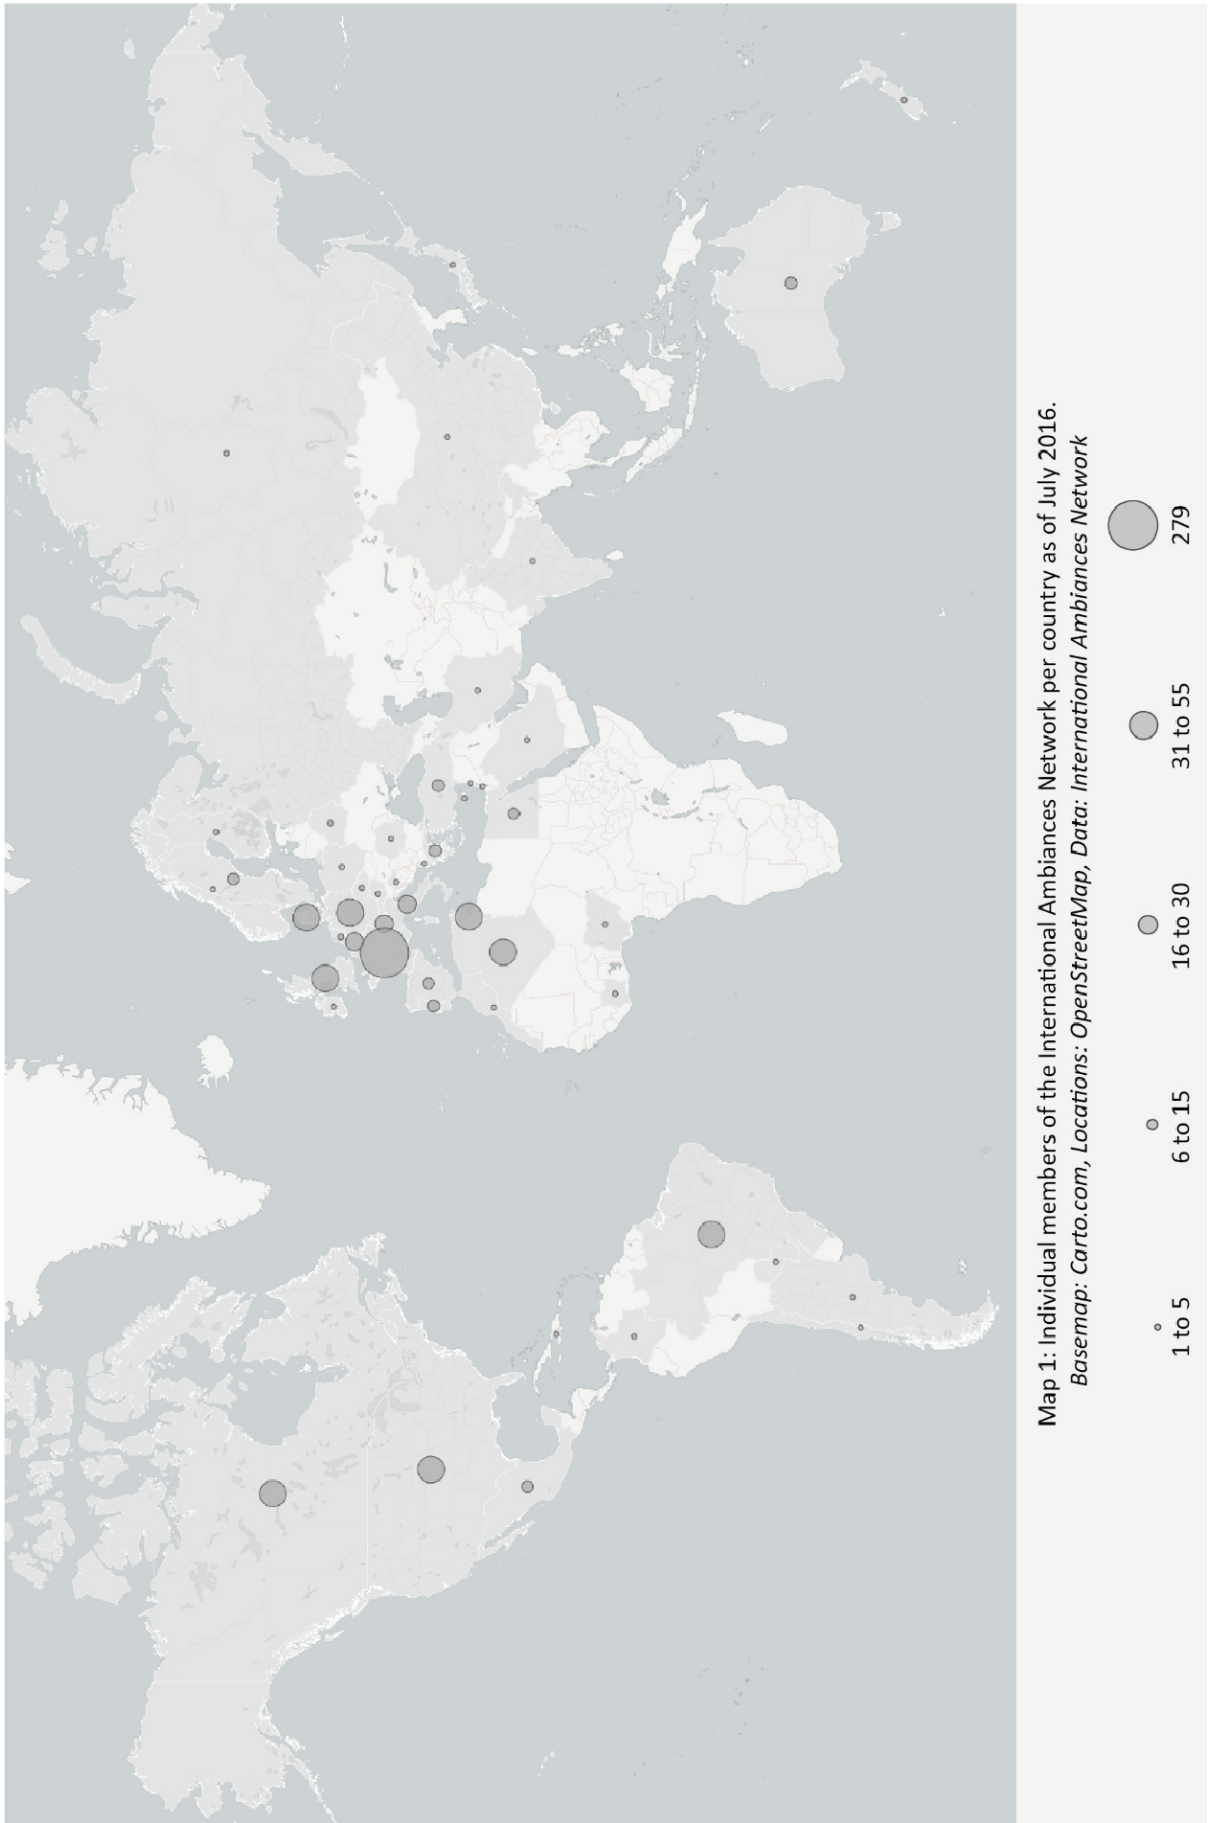 Map 1: Individual members of the International Ambiances Network per country as of July 2016.
Basemap: Carto.com, Locations: OpenStreetMap, Data: International Ambiances Network
1 to 5
6 to 15
16 to 30
31 to 55
279